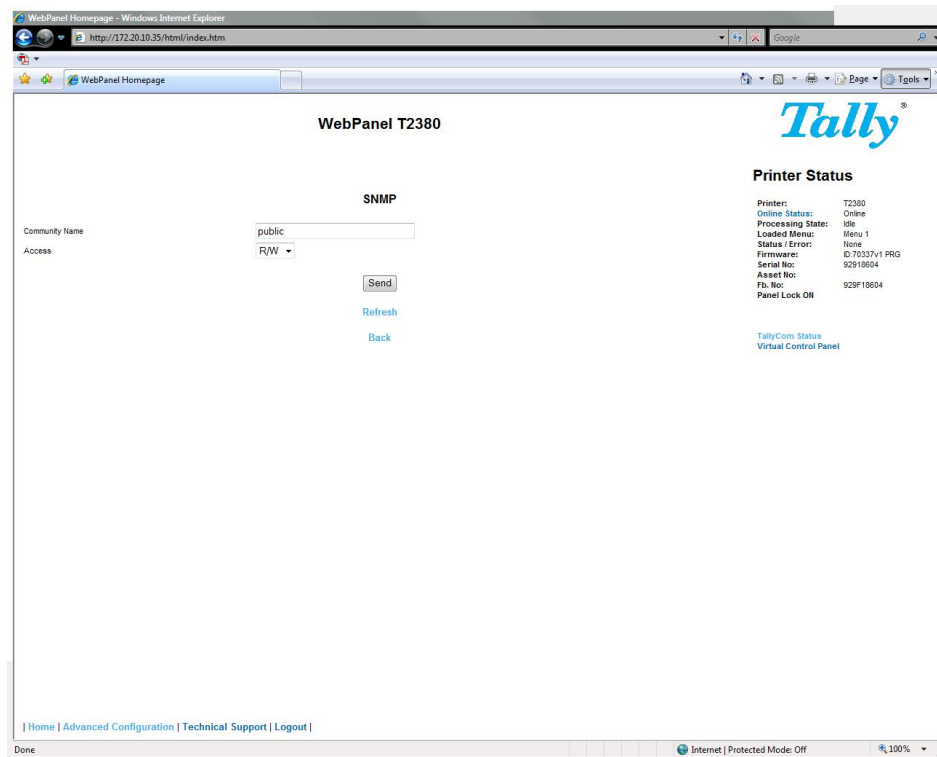 WebPanel Homepage - Windows Internet Explorer
http://172.20.10.35/html/index.htm
Google
WebPanel Homepage
Page
Tools
WebPanel T2380
Tally®
Printer Status
SNMP
Printer: T2380
Online Status: Online
Processing State: Idle
Loaded Menu: Menu 1
Status / Error: None
Firmware: ID:70337v1 PRG
Serial No: 92918604
Asset No:
Fb. No: 929F18604
Panel Lock ON
Community Name public
Access R/W
Send
Refresh
Back
TallyCom Status
Virtual Control Panel
| Home | Advanced Configuration | Technical Support | Logout |
Done
Internet | Protected Mode: Off
100%